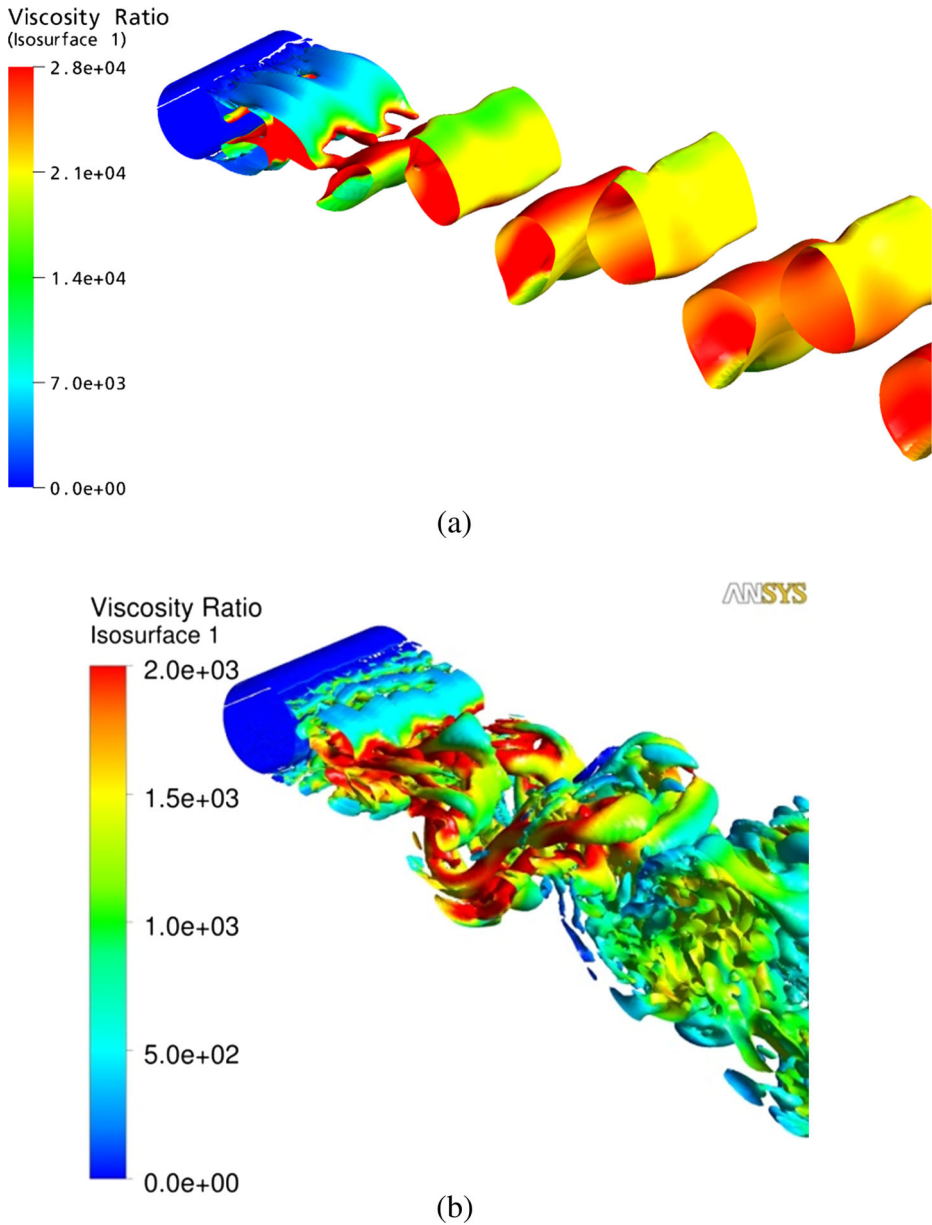 Viscosity Ratio
(Isosurface 1)
2.8e+04
2.1e+04
1.4e+04
7.0e+03
0.0e+00
(a)
ANSYS
Viscosity Ratio
Isosurface 1
2.0e+03
1.5e+03
1.0e+03
5.0e+02
0.0e+00
(b)